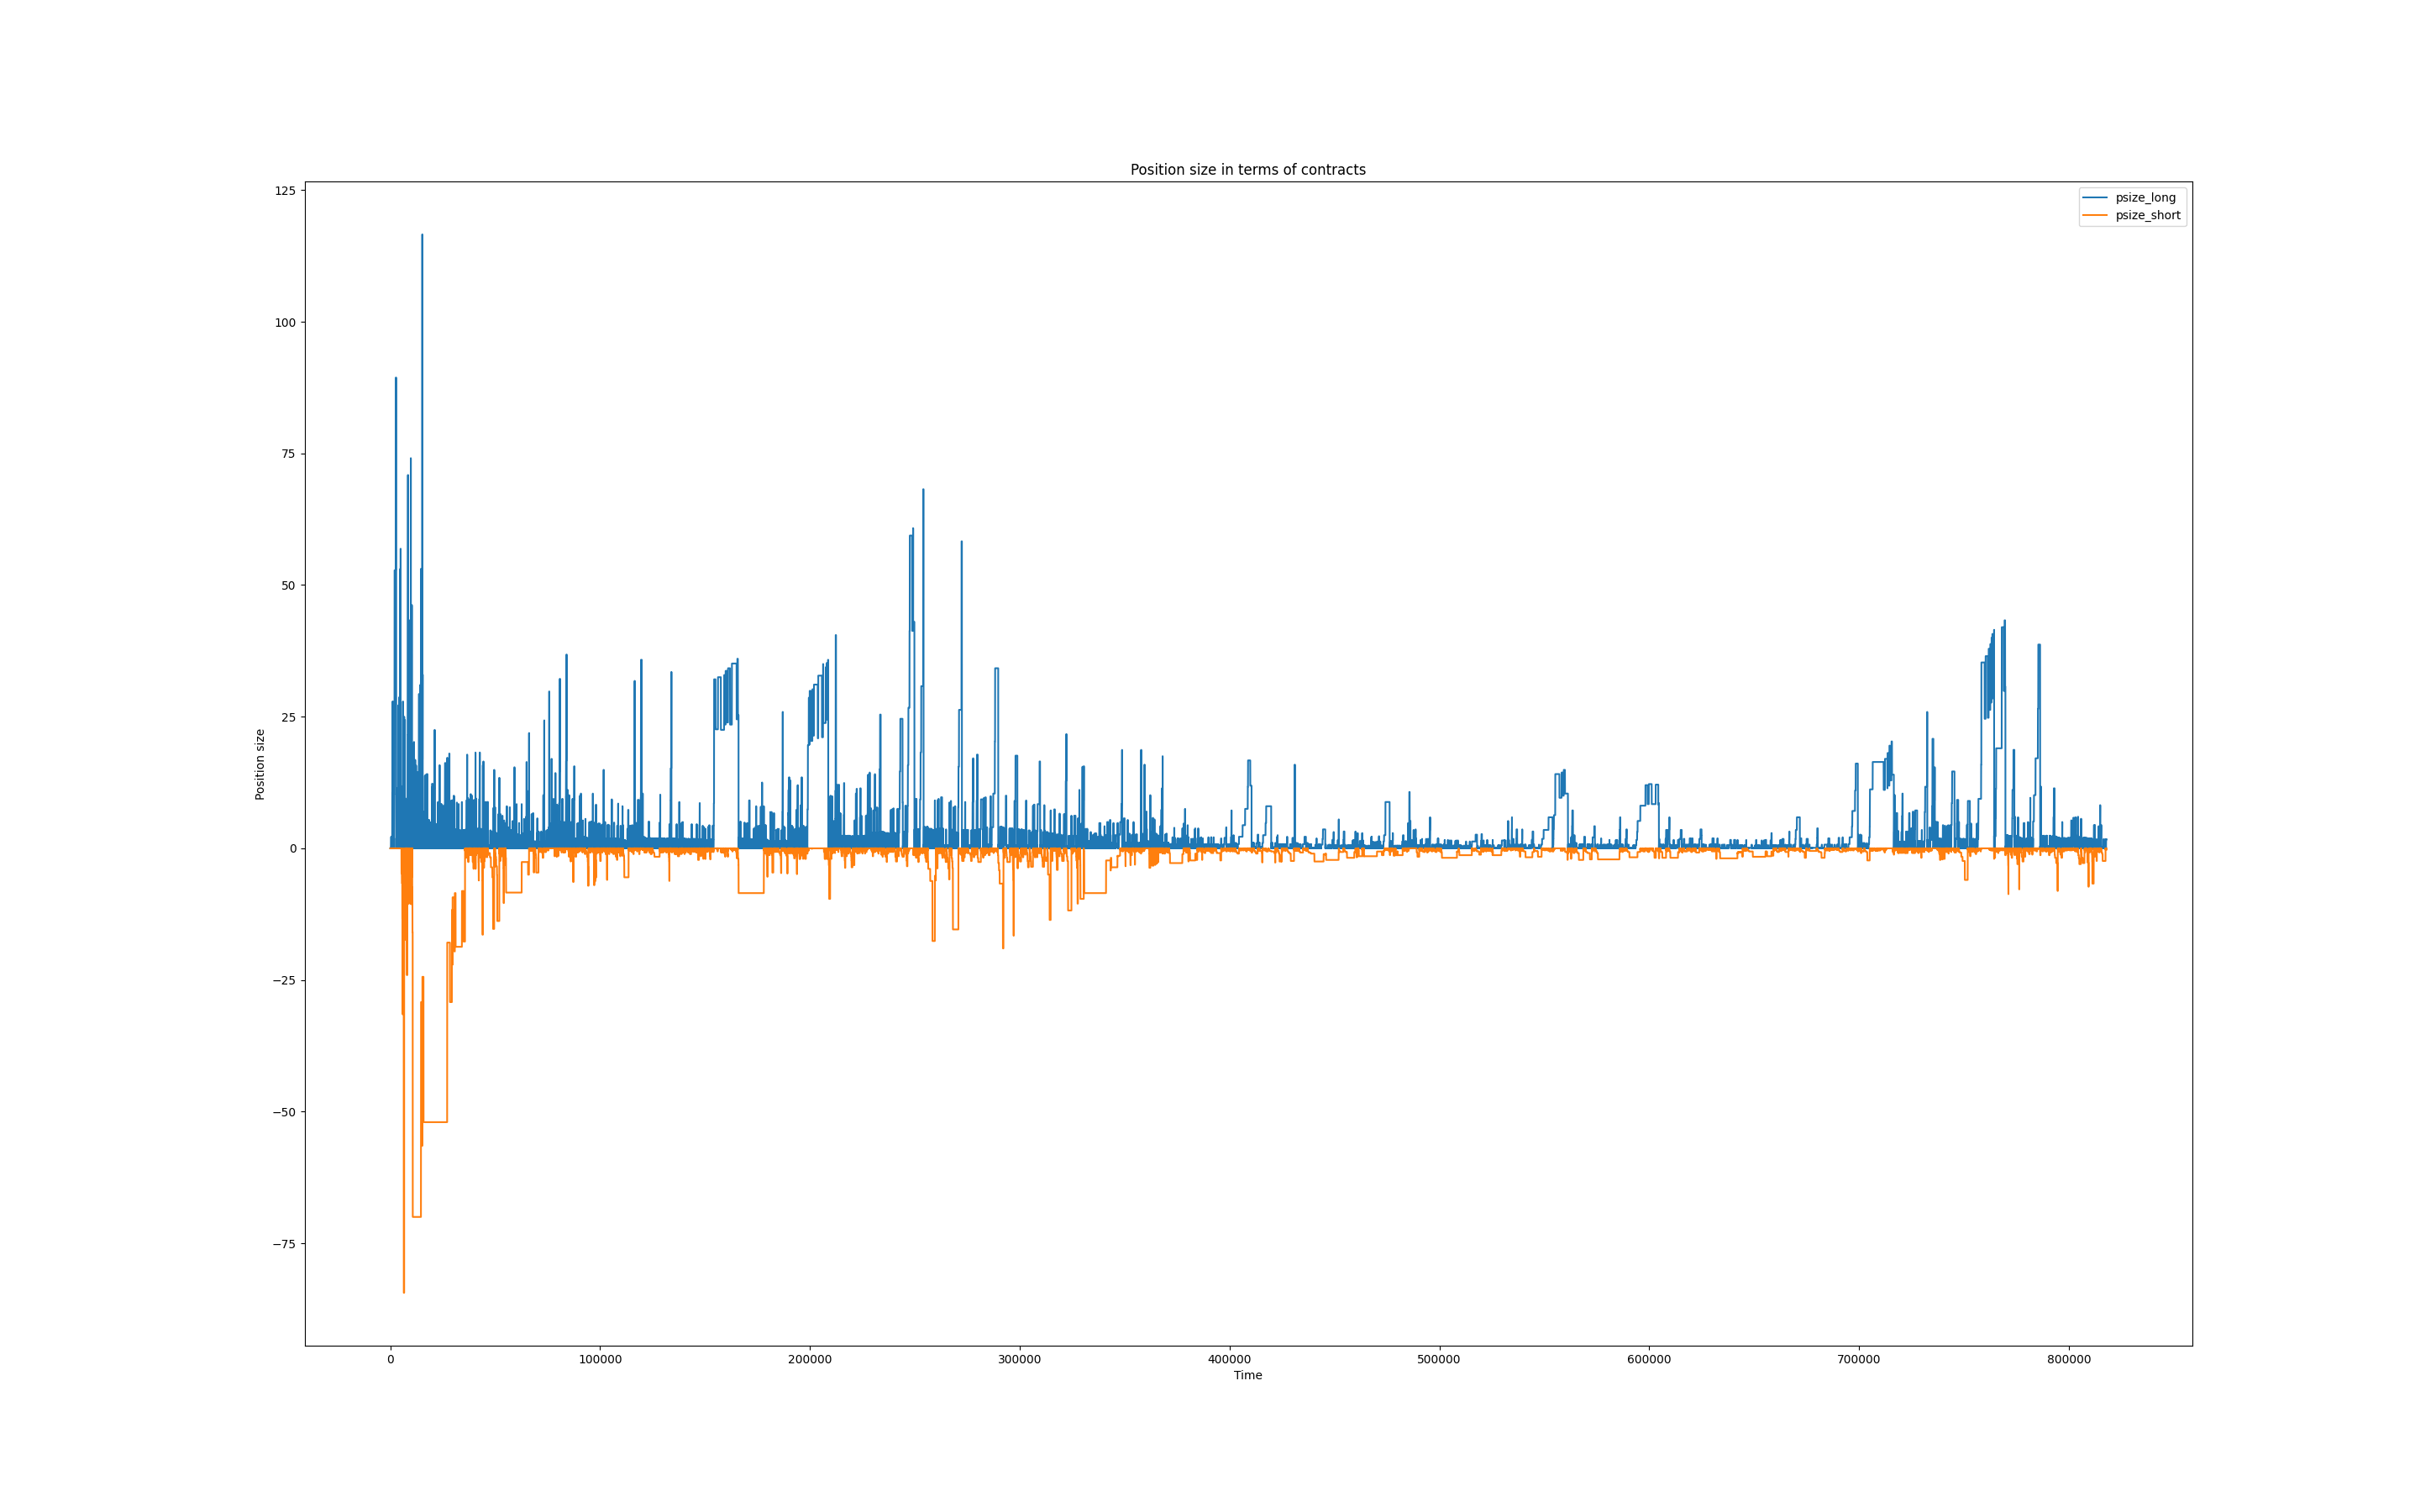 Position size in terms of contracts
psize_long
psize_short
125
100
75
50
25
0
−25
−50
−75
Position size
0 100000 200000 300000 400000 500000 600000 700000 800000
Time